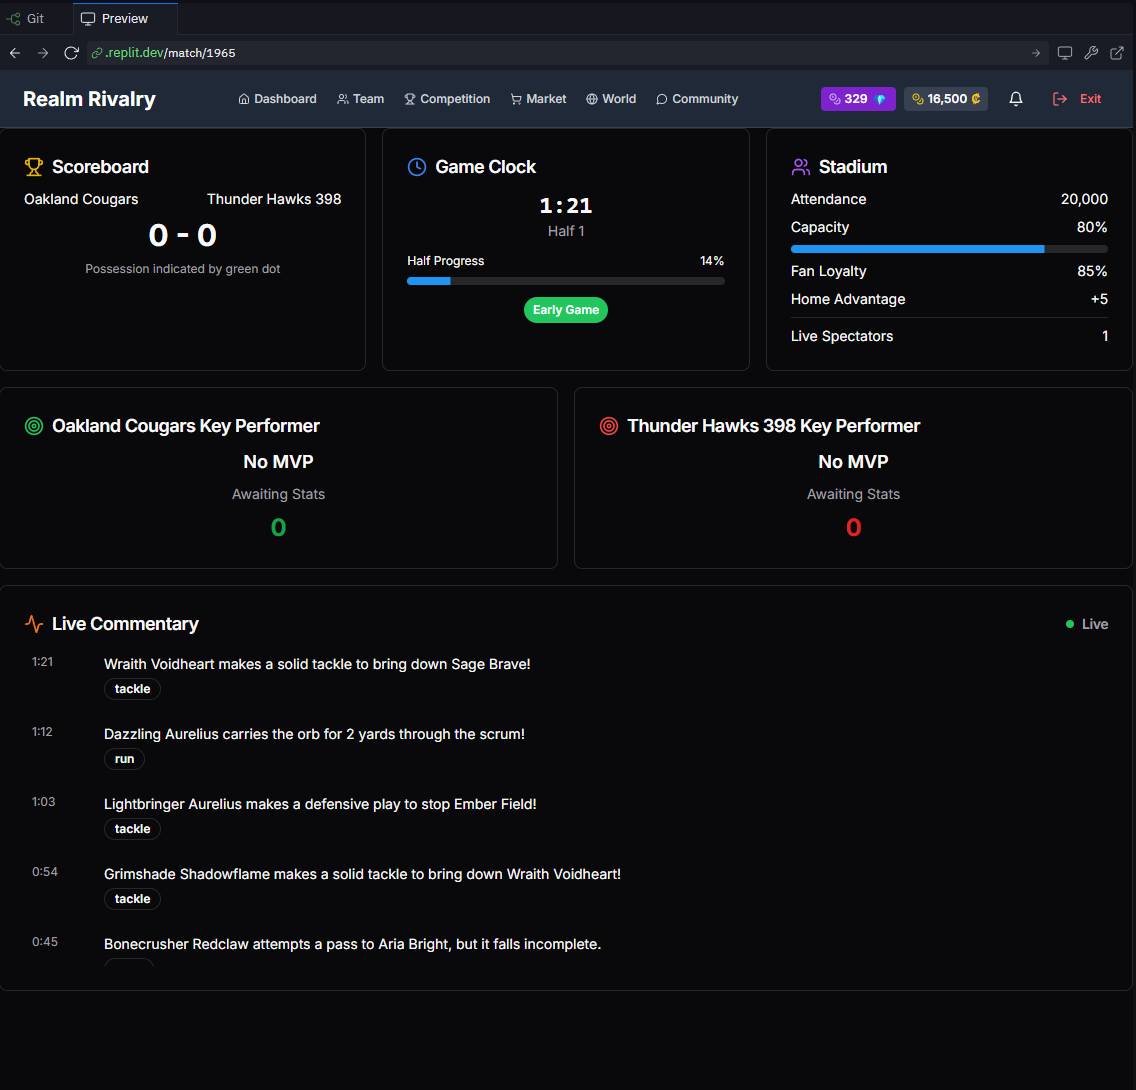 Git Preview
.replit.dev/match/1965
Realm Rivalry Dashboard Team Competition Market World Community 329 16,500 ₡ Exit
Scoreboard
Oakland Cougars Thunder Hawks 398
0 - 0
Possession indicated by green dot
Game Clock
1:21
Half 1
Half Progress 14%
Early Game
Stadium
Attendance 20,000
Capacity 80%
Fan Loyalty 85%
Home Advantage +5
Live Spectators 1
Oakland Cougars Key Performer
No MVP
Awaiting Stats
0
Thunder Hawks 398 Key Performer
No MVP
Awaiting Stats
0
Live Commentary Live
1:21 Wraith Voidheart makes a solid tackle to bring down Sage Brave!
tackle
1:12 Dazzling Aurelius carries the orb for 2 yards through the scrum!
run
1:03 Lightbringer Aurelius makes a defensive play to stop Ember Field!
tackle
0:54 Grimshade Shadowflame makes a solid tackle to bring down Wraith Voidheart!
tackle
0:45 Bonecrusher Redclaw attempts a pass to Aria Bright, but it falls incomplete.